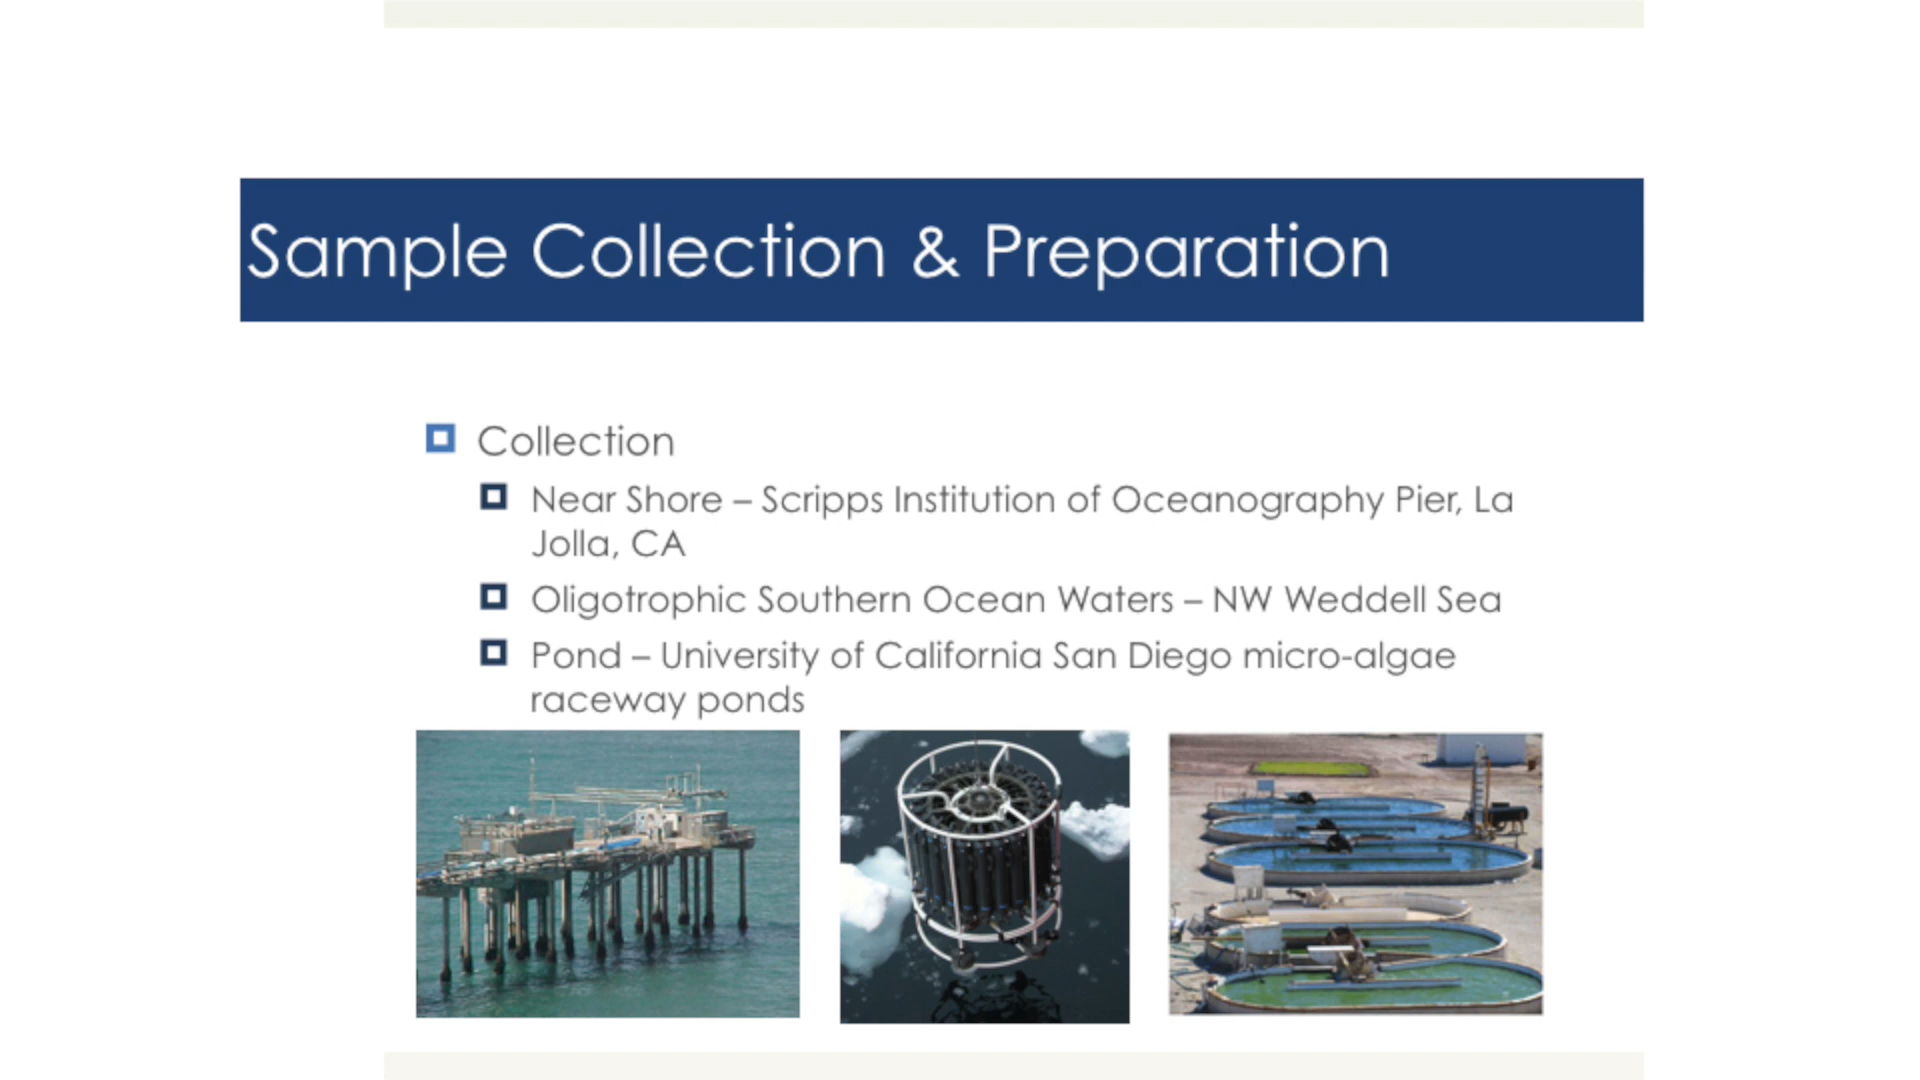 Sample Collection & Preparation
Collection
Near Shore – Scripps Institution of Oceanography Pier, La
Jolla, CA
Oligotrophic Southern Ocean Waters – NW Weddell Sea
Pond – University of California San Diego micro-algae
raceway ponds